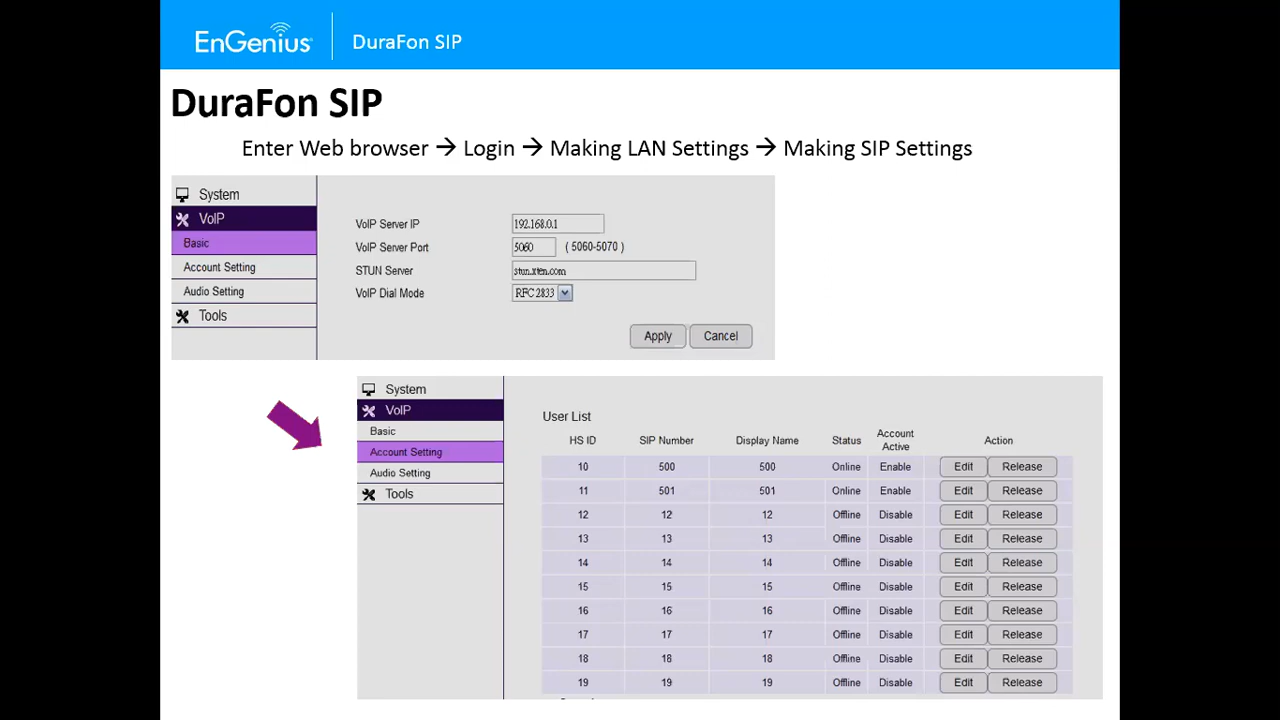 EnGenius DuraFon SIP
DuraFon SIP
Enter Web browser → Login → Making LAN Settings → Making SIP Settings
System
VoIP
Basic
Account Setting
Audio Setting
Tools
VoIP Server IP 192.168.0.1
VoIP Server Port 5060 ( 5060-5070 )
STUN Server stun.xten.com
VoIP Dial Mode RFC 2833
Apply Cancel
System
VoIP
Basic
Account Setting
Audio Setting
Tools
User List
HS ID SIP Number Display Name Status Account Active Action
10 500 500 Online Enable Edit Release
11 501 501 Online Enable Edit Release
12 12 12 Offline Disable Edit Release
13 13 13 Offline Disable Edit Release
14 14 14 Offline Disable Edit Release
15 15 15 Offline Disable Edit Release
16 16 16 Offline Disable Edit Release
17 17 17 Offline Disable Edit Release
18 18 18 Offline Disable Edit Release
19 19 19 Offline Disable Edit Release